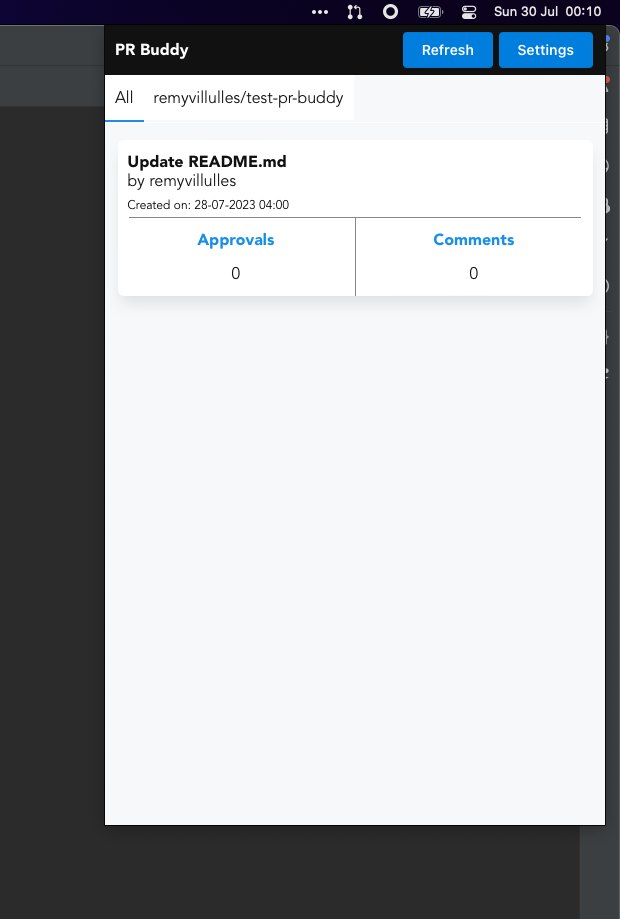 Sun 30 Jul 00:10
PR Buddy
Refresh
Settings
All
remyvillulles/test-pr-buddy
Update README.md
by remyvillulles
Created on: 28-07-2023 04:00
Approvals
Comments
0
0